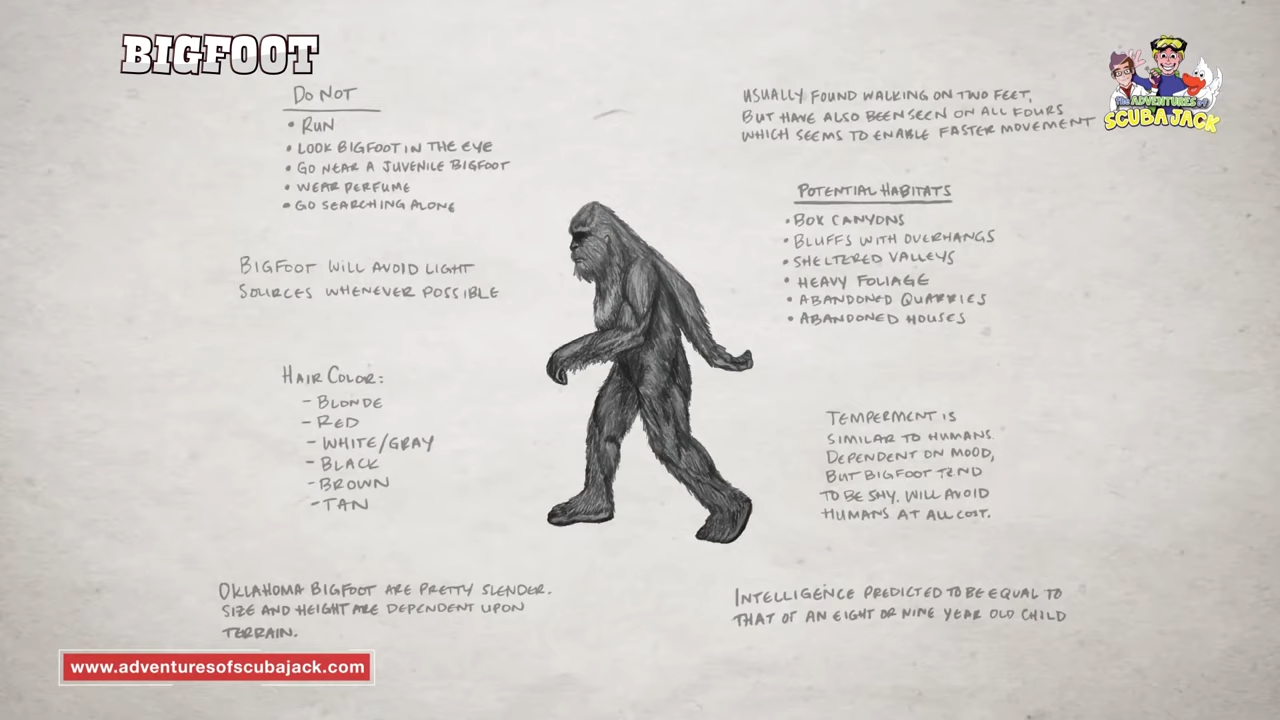 BIGFOOT
DO NOT
• RUN
• LOOK BIGFOOT IN THE EYE
• GO NEAR A JUVENILE BIGFOOT
• WEAR PERFUME
• GO SEARCHING ALONE
BIGFOOT WILL AVOID LIGHT
SOURCES WHENEVER POSSIBLE
HAIR COLOR:
- BLONDE
- RED
- WHITE/GRAY
- BLACK
- BROWN
- TAN
OKLAHOMA BIGFOOT ARE PRETTY SLENDER.
SIZE AND HEIGHT ARE DEPENDENT UPON
TERRAIN.
www.adventuresofscubajack.com
THE ADVENTURES OF
SCUBA JACK
USUALLY FOUND WALKING ON TWO FEET,
BUT HAVE ALSO BEEN SEEN ON ALL FOURS
WHICH SEEMS TO ENABLE FASTER MOVEMENT
POTENTIAL HABITATS
• BOX CANYONS
• BLUFFS WITH OVERHANGS
• SHELTERED VALLEYS
• HEAVY FOLIAGE
• ABANDONED QUARRIES
• ABANDONED HOUSES
TEMPERMENT IS
SIMILAR TO HUMANS.
DEPENDENT ON MOOD,
BUT BIGFOOT TEND
TO BE SHY. WILL AVOID
HUMANS AT ALL COST.
INTELLIGENCE PREDICTED TO BE EQUAL TO
THAT OF AN EIGHT OR NINE YEAR OLD CHILD